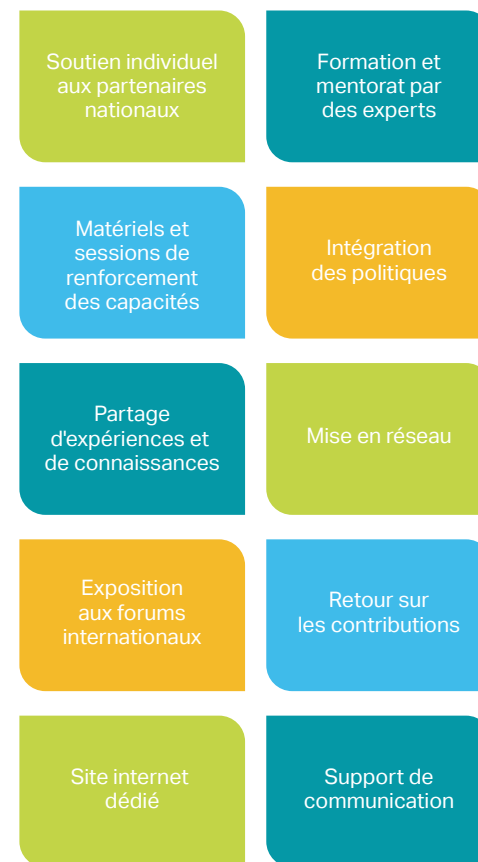 Soutien individuel
aux partenaires
nationaux
Formation et
mentorat par
des experts
Matériels et
sessions de
renforcement
des capacités
Intégration
des politiques
Partage
d'expériences et
de connaissances
Mise en réseau
Exposition
aux forums
internationaux
Retour sur
les contributions
Site internet
dédié
Support de
communication